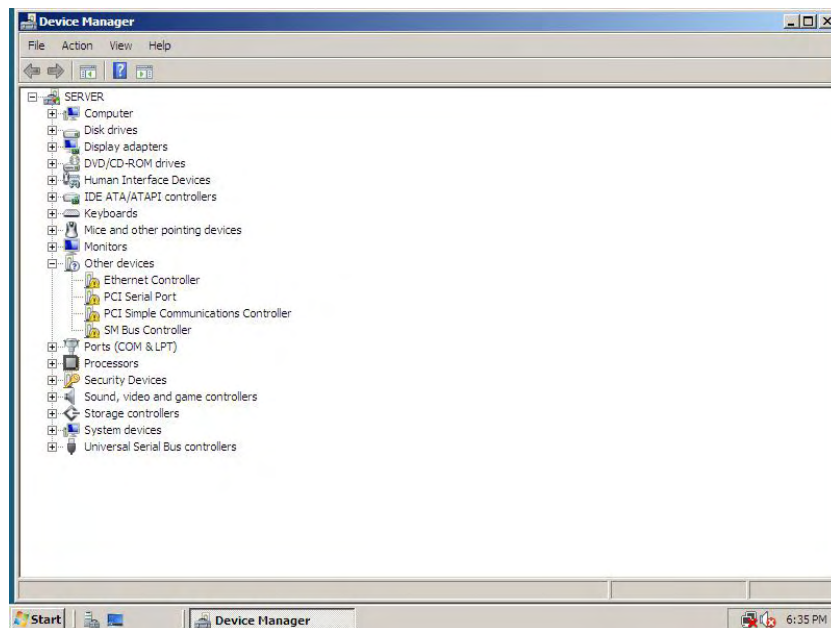 Device Manager
File Action View Help
SERVER
Computer
Disk drives
Display adapters
DVD/CD-ROM drives
Human Interface Devices
IDE ATA/ATAPI controllers
Keyboards
Mice and other pointing devices
Monitors
Other devices
Ethernet Controller
PCI Serial Port
PCI Simple Communications Controller
SM Bus Controller
Ports (COM & LPT)
Processors
Security Devices
Sound, video and game controllers
Storage controllers
System devices
Universal Serial Bus controllers
Start Device Manager 6:35 PM